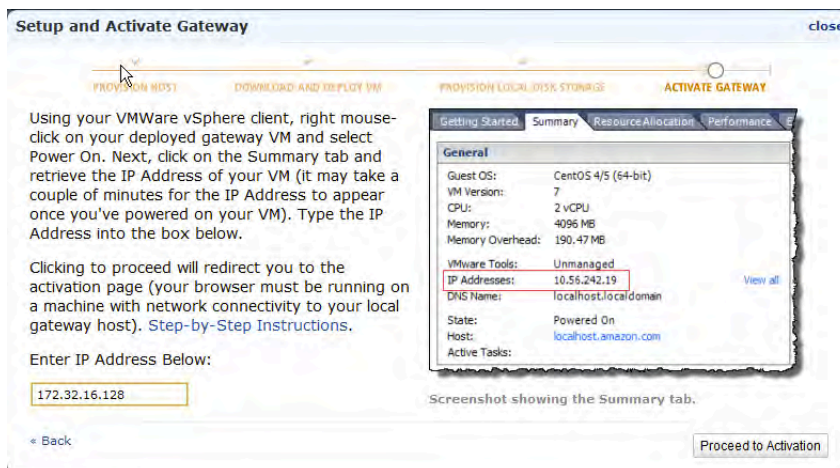 Setup and Activate Gateway
close
PROVISION HOST
DOWNLOAD AND DEPLOY VM
PROVISION LOCAL DISK STORAGE
ACTIVATE GATEWAY
Using your VMWare vSphere client, right mouse-
click on your deployed gateway VM and select
Power On. Next, click on the Summary tab and
retrieve the IP Address of your VM (it may take a
couple of minutes for the IP Address to appear
once you've powered on your VM). Type the IP
Address into the box below.
Clicking to proceed will redirect you to the
activation page (your browser must be running on
a machine with network connectivity to your local
gateway host). Step-by-Step Instructions.
Enter IP Address Below:
172.32.16.128
« Back
Getting Started Summary Resource Allocation Performance
General
Guest OS: CentOS 4/5 (64-bit)
VM Version: 7
CPU: 2 vCPU
Memory: 4096 MB
Memory Overhead: 190.47 MB
VMware Tools: Unmanaged
IP Addresses: 10.56.242.19 View all
DNS Name: localhost.localdomain
State: Powered On
Host: localhost.amazon.com
Active Tasks:
Screenshot showing the Summary tab.
Proceed to Activation